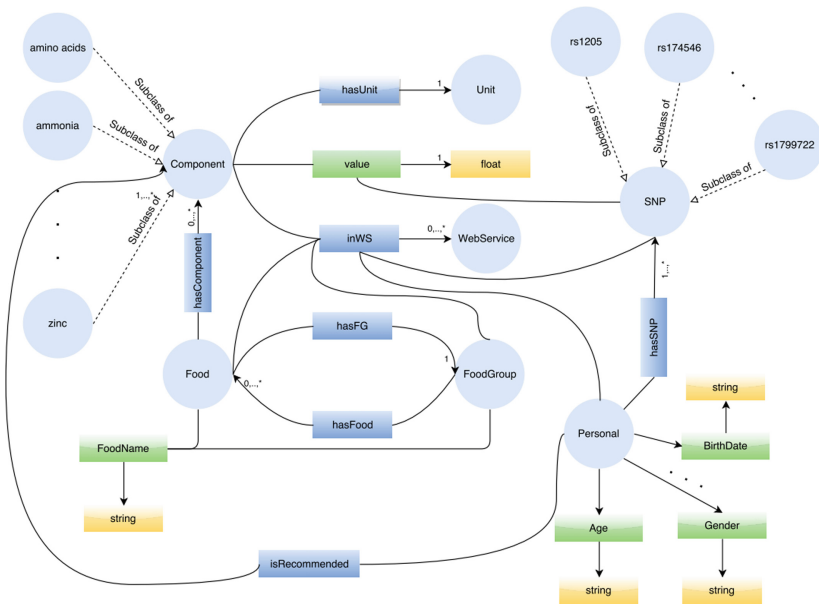 amino acids
Subclass of
ammonia
Subclass of
Component
1,..,*
Subclass of
0,..,*
zinc
hasComponent
hasUnit
1
Unit
value
1
float
inWS
0,..,*
WebService
rs1205
rs174546
. . .
rs1799722
Subclass of
Subclass of
Subclass of
SNP
1,..,*
hasSNP
hasFG
1
Food
FoodGroup
0,..,*
hasFood
FoodName
string
Personal
string
BirthDate
. . .
Age
Gender
string
string
isRecommended